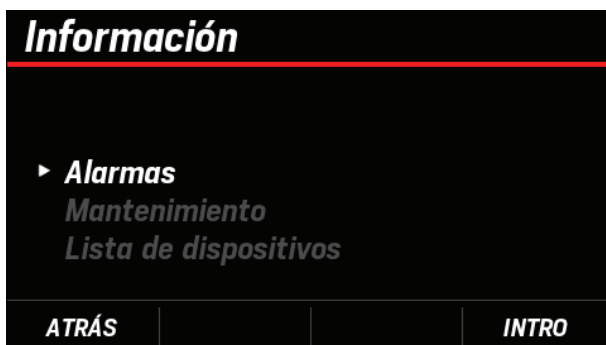 Información
Alarmas
Mantenimiento
Lista de dispositivos
ATRÁS
INTRO